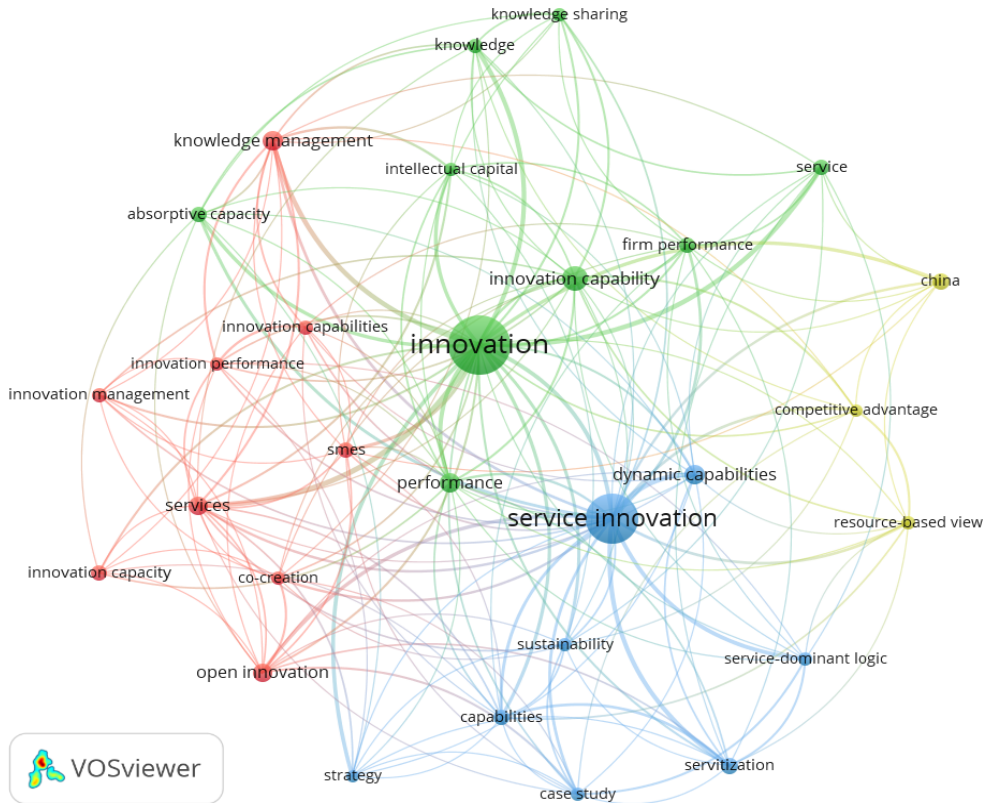 knowledge sharing
knowledge
knowledge management
intellectual capital
service
absorptive capacity
firm performance
innovation capability
china
innovation capabilities
innovation
innovation performance
innovation management
competitive advantage
smes
dynamic capabilities
performance
services
service innovation
resource-based view
innovation capacity
co-creation
sustainability
service-dominant logic
open innovation
capabilities
servitization
VOSviewer
strategy
case study